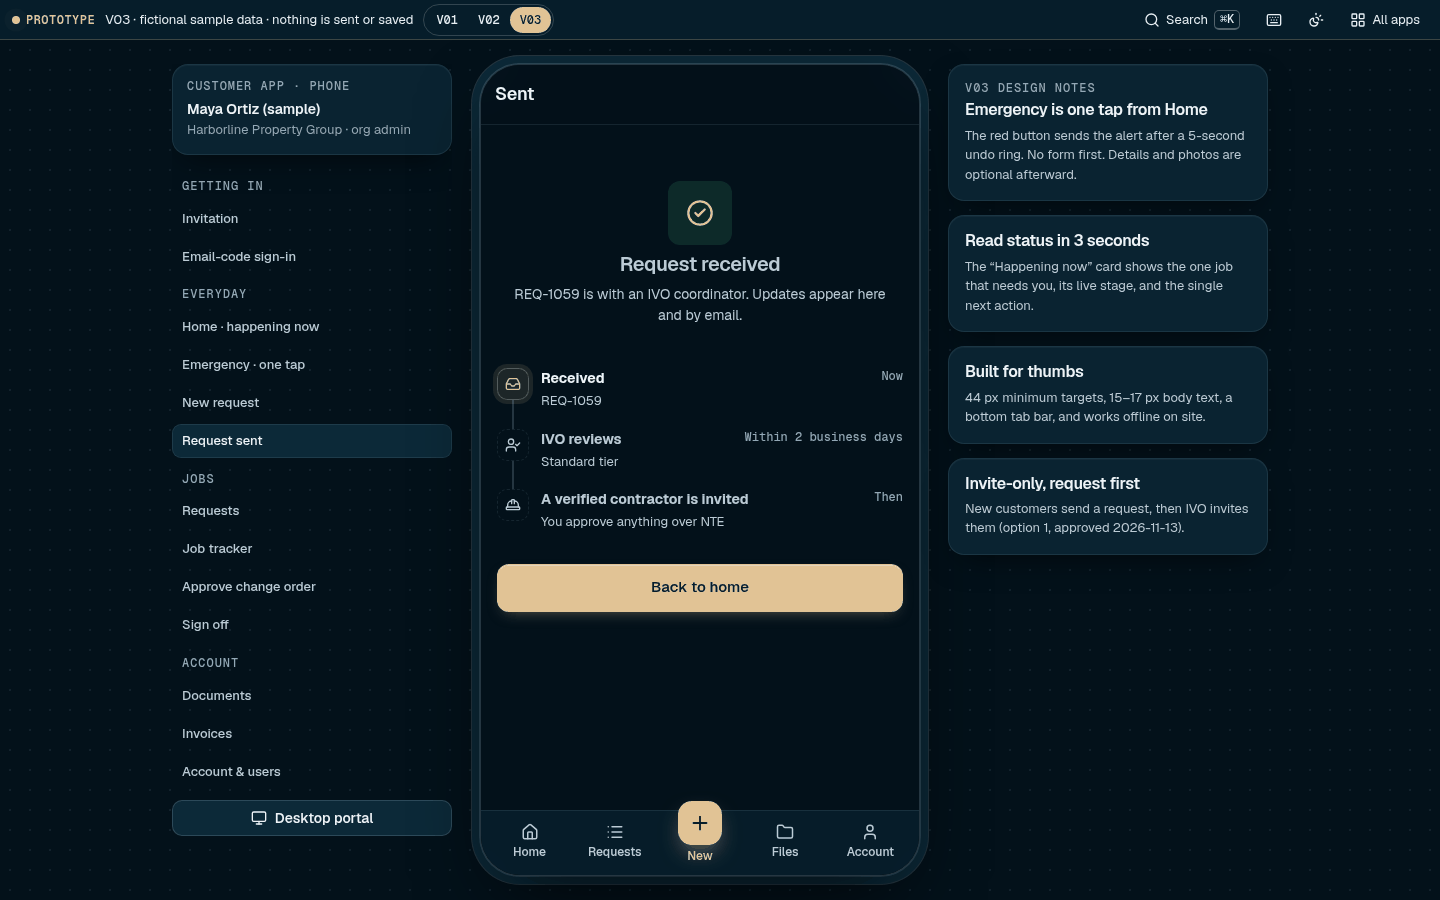 PROTOTYPE V03 · fictional sample data · nothing is sent or saved V01 V02 V03 Search ⌘K All apps
CUSTOMER APP · PHONE
Maya Ortiz (sample)
Harborline Property Group · org admin
GETTING IN
Invitation
Email-code sign-in
EVERYDAY
Home · happening now
Emergency · one tap
New request
Request sent
JOBS
Requests
Job tracker
Approve change order
Sign off
ACCOUNT
Documents
Invoices
Account & users
Desktop portal
Sent
Request received
REQ-1059 is with an IVO coordinator. Updates appear here
and by email.
Received Now
REQ-1059
IVO reviews Within 2 business days
Standard tier
A verified contractor is invited Then
You approve anything over NTE
Back to home
Home Requests New Files Account
V03 DESIGN NOTES
Emergency is one tap from Home
The red button sends the alert after a 5-second
undo ring. No form first. Details and photos are
optional afterward.
Read status in 3 seconds
The “Happening now” card shows the one job
that needs you, its live stage, and the single
next action.
Built for thumbs
44 px minimum targets, 15–17 px body text, a
bottom tab bar, and works offline on site.
Invite-only, request first
New customers send a request, then IVO invites
them (option 1, approved 2026-11-13).